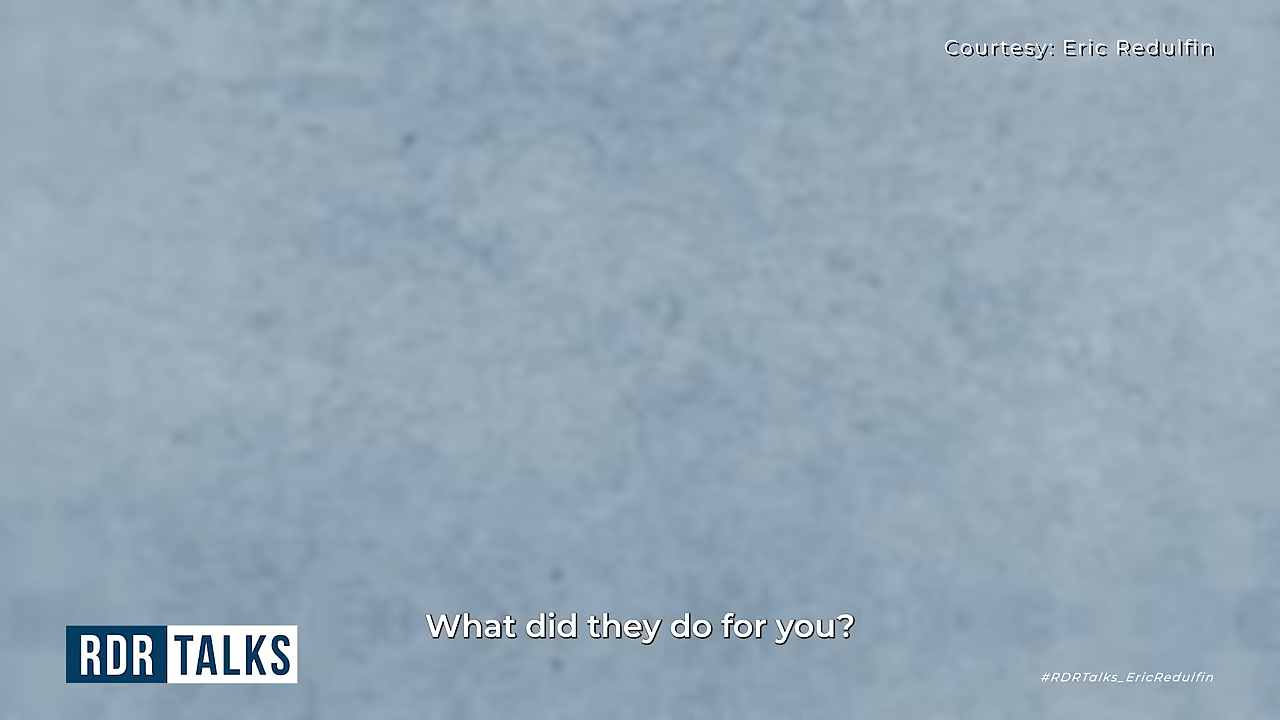 Courtesy: Eric Redulfin
What did they do for you?
RDR TALKS
#RDRTalks_EricRedulfin